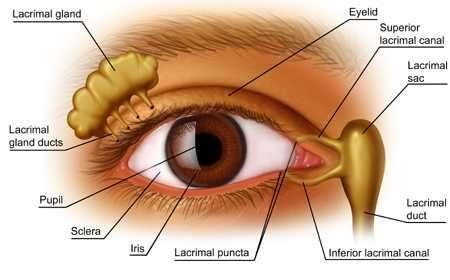 Lacrimal gland
Eyelid
Superior
lacrimal canal
Lacrimal
sac
Lacrimal
gland ducts
Pupil
Sclera
Iris
Lacrimal puncta
Inferior lacrimal canal
Lacrimal
duct